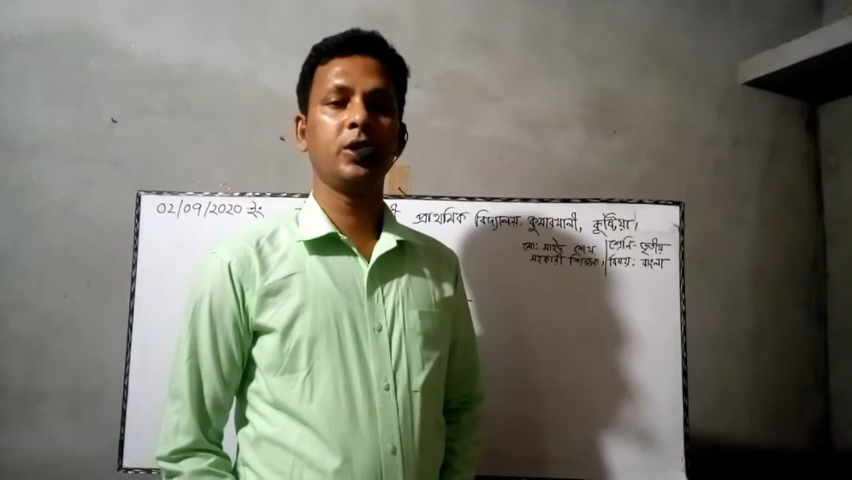 02/09/2020 ইং প্রাথমিক বিদ্যালয়. কুমারখালী, কুষ্টিয়া,
মো: শেখ শ্রেনি- তৃতীয়
সহকারী শিক্ষক, বিষয়: বাংলা